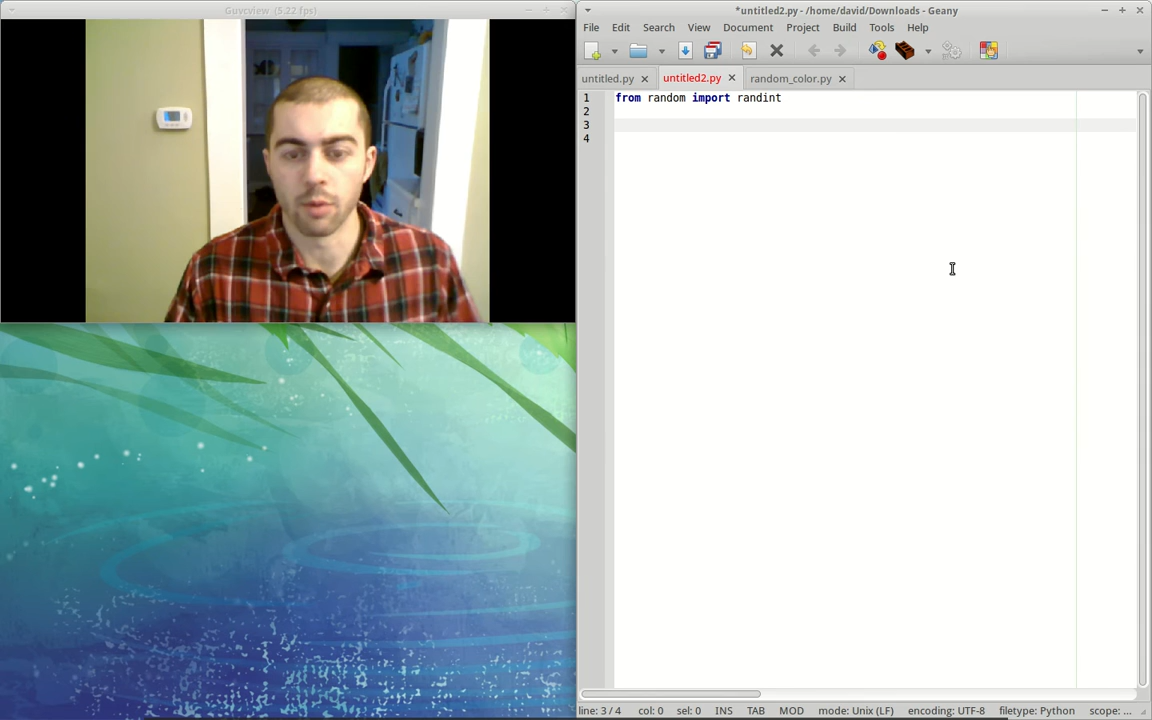 Guvcview (5.22 fps)
*untitled2.py - /home/david/Downloads - Geany
File Edit Search View Document Project Build Tools Help
untitled.py untitled2.py random_color.py
1 from random import randint
2
3
4
line: 3 / 4 col: 0 sel: 0 INS TAB MOD mode: Unix (LF) encoding: UTF-8 filetype: Python scope: ...